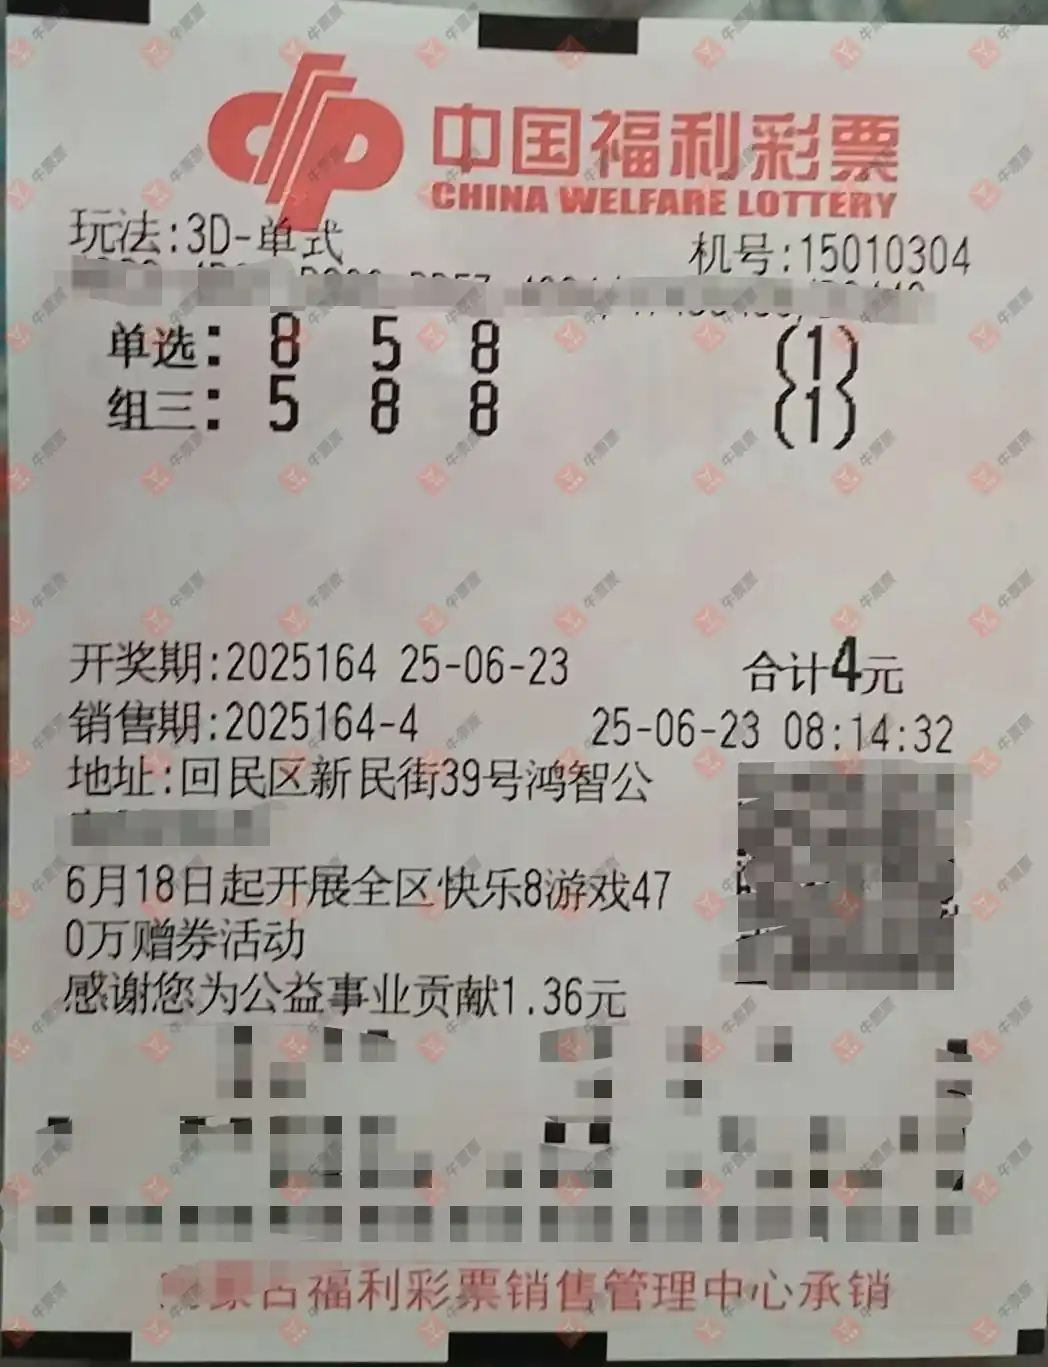 中国福利彩票
CHINA WELFARE LOTTERY
玩法:3D-单式
机号:15010304
单选: 8 5 8 (1)
组三: 5 8 8 (1)
开奖期:2025164 25-06-23 合计4元
销售期:2025164-4 25-06-23 08:14:32
地址:回民区新民街39号鸿智公
6月18日起开展全区快乐8游戏47
0万赠券活动
感谢您为公益事业贡献1.36元
蒙古福利彩票销售管理中心承销
牛票票